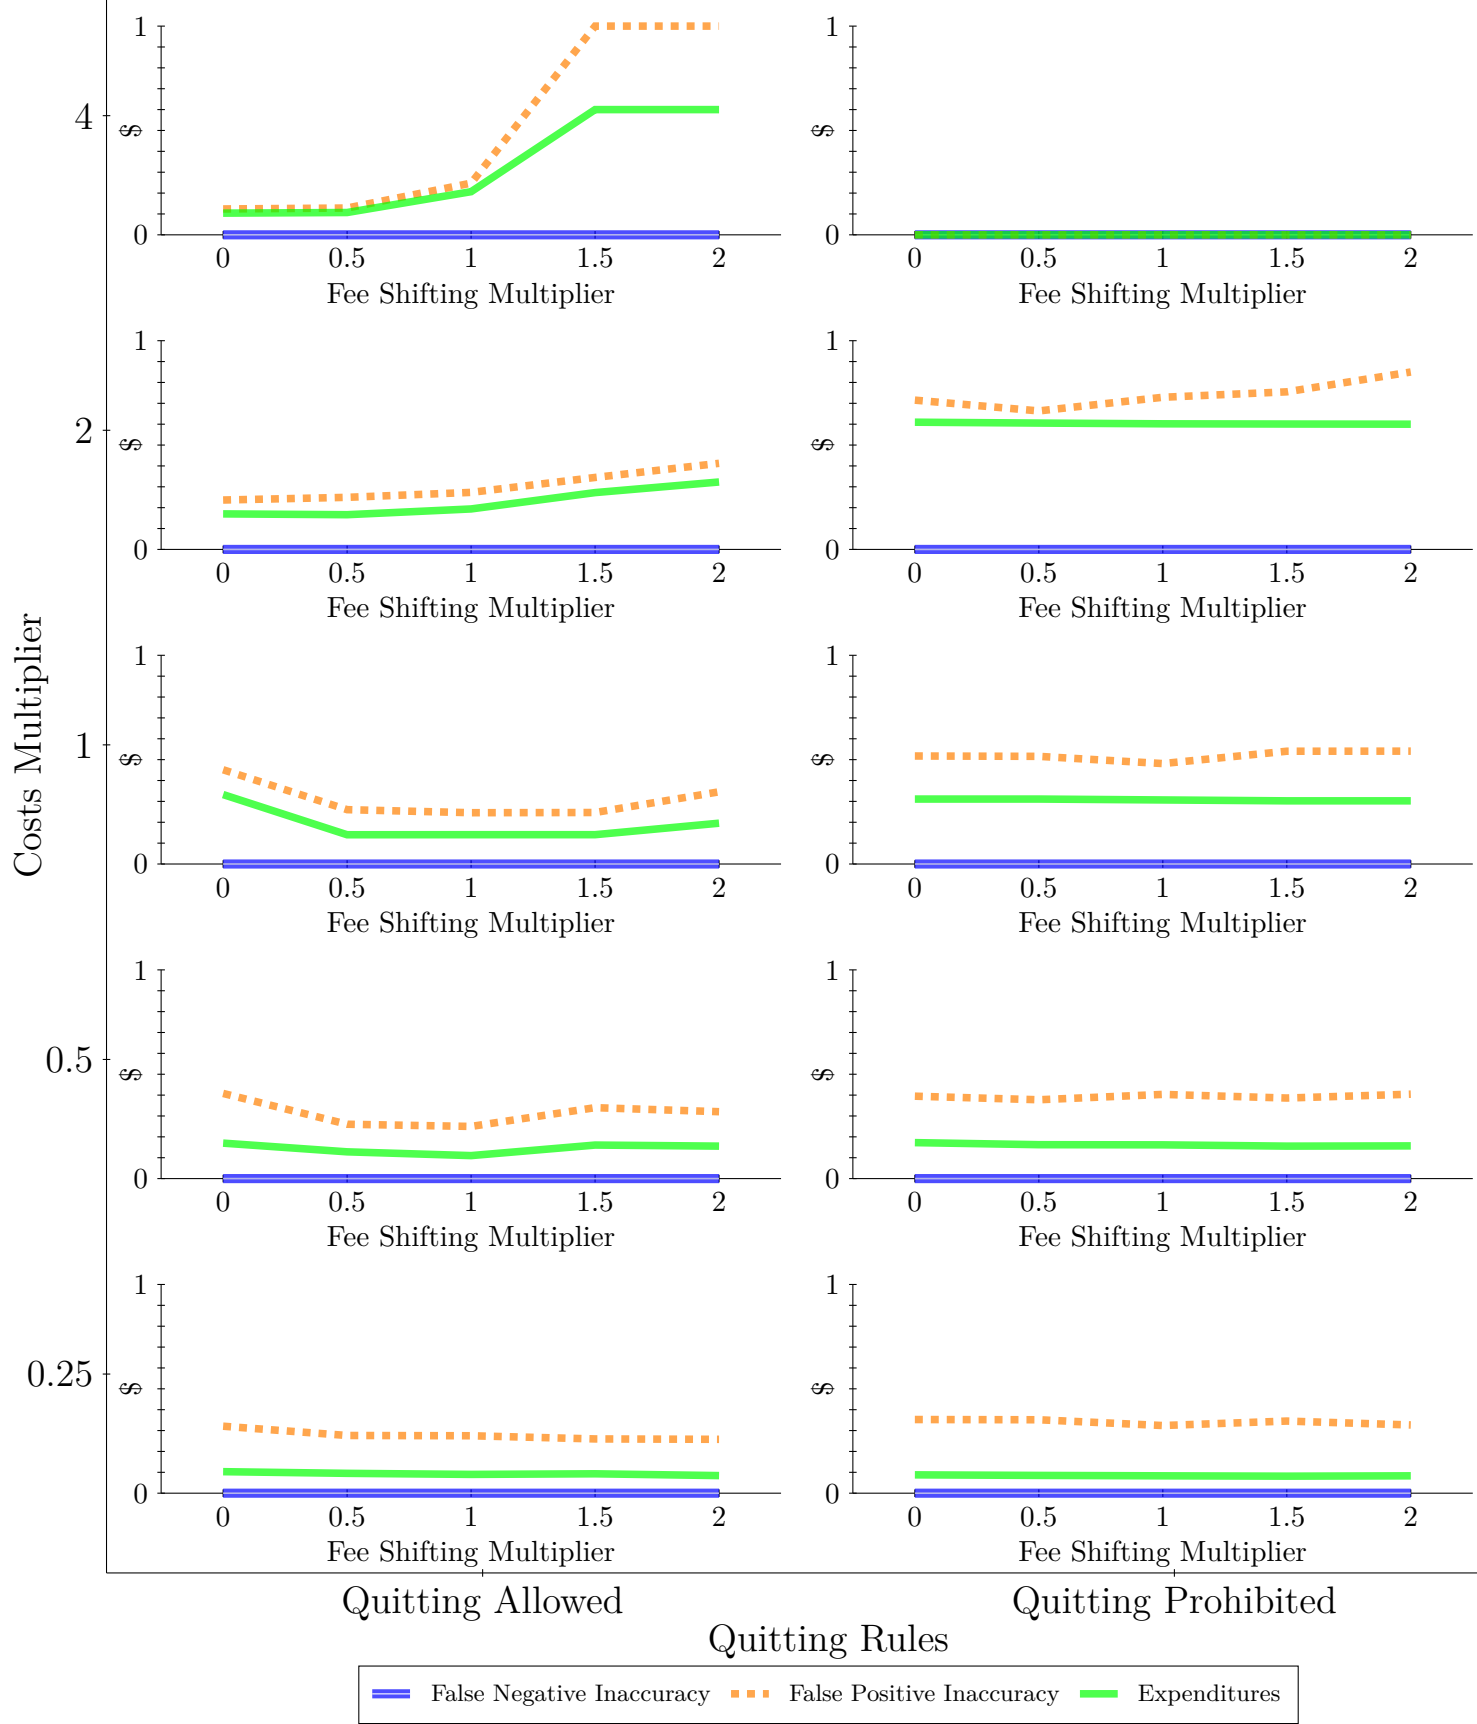 1
$
0
0 0.5 1 1.5 2
Fee Shifting Multiplier
1
$
0
0 0.5 1 1.5 2
Fee Shifting Multiplier
4
1
$
0
0 0.5 1 1.5 2
Fee Shifting Multiplier
1
$
0
0 0.5 1 1.5 2
Fee Shifting Multiplier
2
1
$
0
0 0.5 1 1.5 2
Fee Shifting Multiplier
1
$
0
0 0.5 1 1.5 2
Fee Shifting Multiplier
1
Costs Multiplier
1
$
0
0 0.5 1 1.5 2
Fee Shifting Multiplier
1
$
0
0 0.5 1 1.5 2
Fee Shifting Multiplier
0.5
1
$
0
0 0.5 1 1.5 2
Fee Shifting Multiplier
1
$
0
0 0.5 1 1.5 2
Fee Shifting Multiplier
0.25
Quitting Allowed Quitting Prohibited
Quitting Rules
False Negative Inaccuracy False Positive Inaccuracy Expenditures